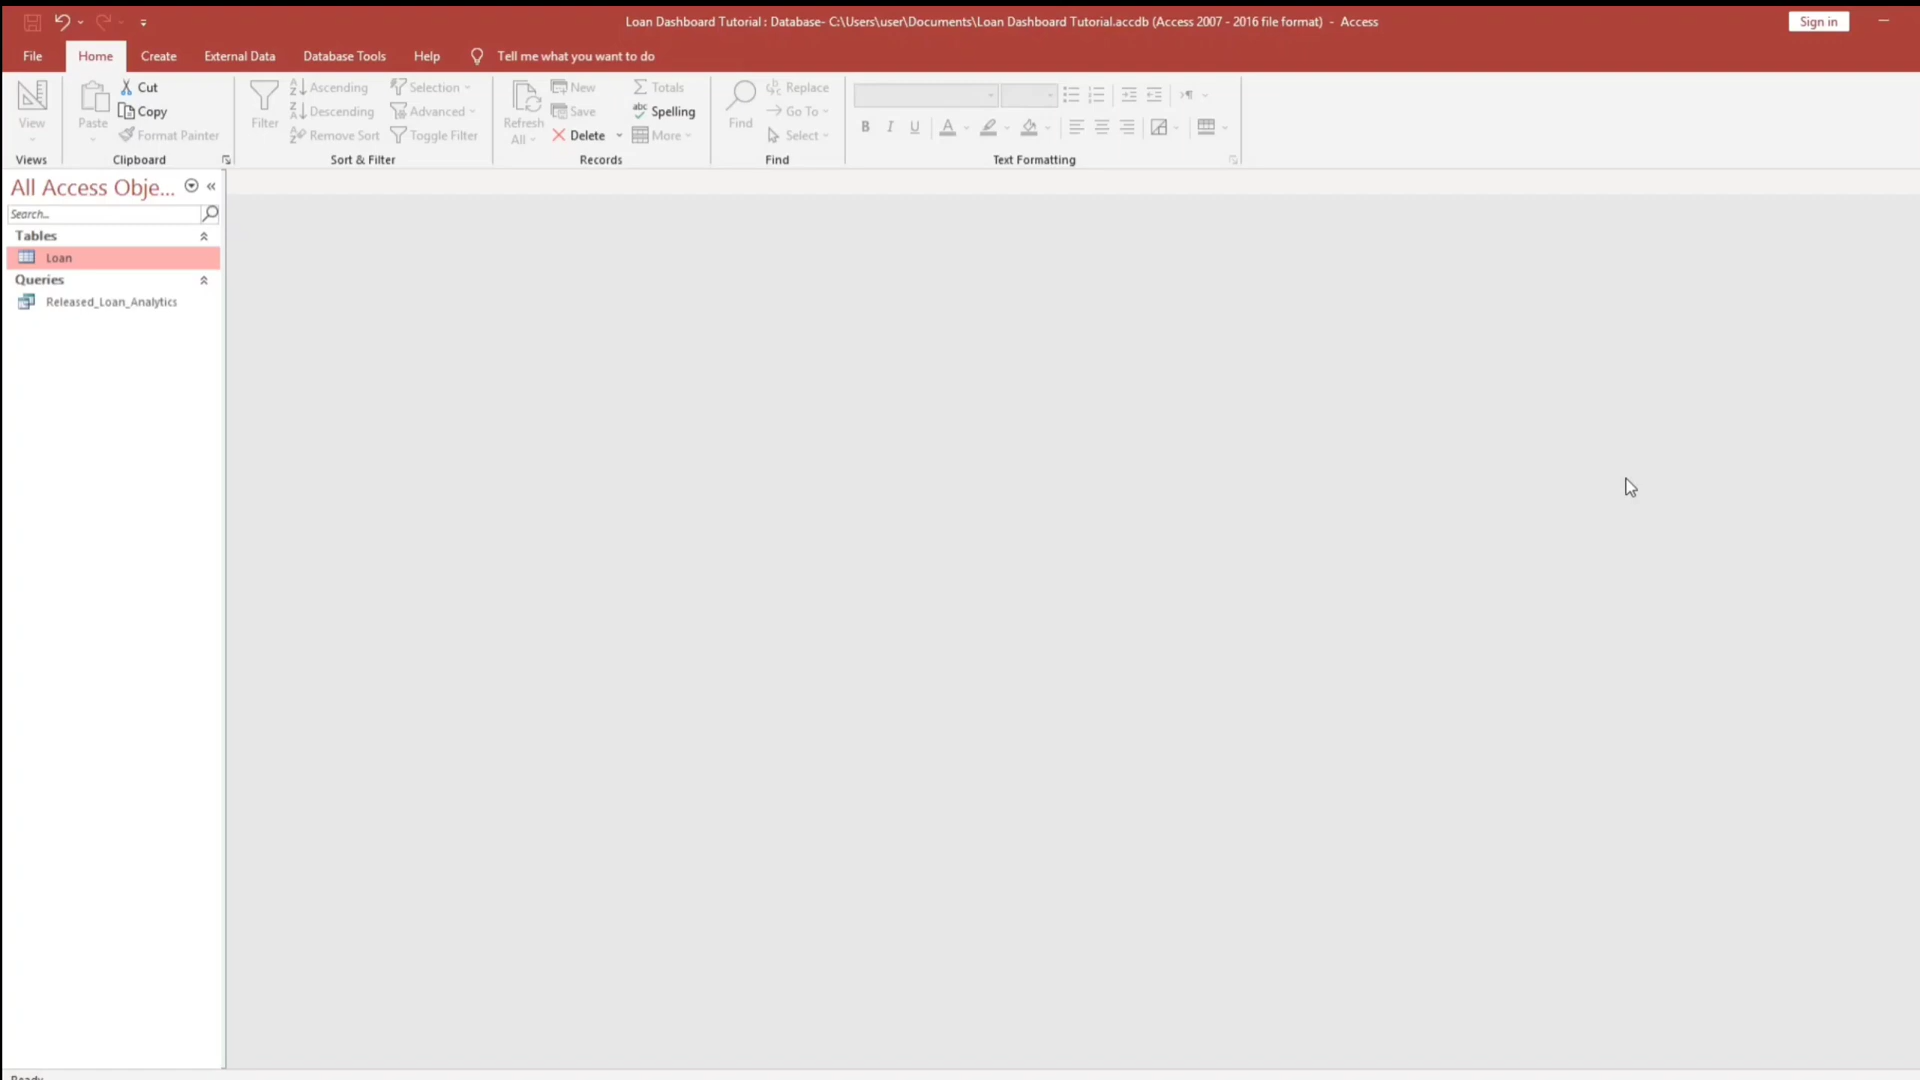 Loan Dashboard Tutorial : Database- C:\Users\user\Documents\Loan Dashboard Tutorial.accdb (Access 2007 - 2016 file format) - Access
Sign in
File
Home
Create
External Data
Database Tools
Help
Tell me what you want to do
View
Views
Paste
Cut
Copy
Format Painter
Clipboard
Filter
Ascending
Descending
Remove Sort
Selection
Advanced
Toggle Filter
Sort & Filter
Refresh
All
New
Save
Delete
Totals
Spelling
More
Records
Find
Replace
Go To
Select
Find
B I U
Text Formatting
All Access Obje...
Search...
Tables
Loan
Queries
Released_Loan_Analytics
Ready